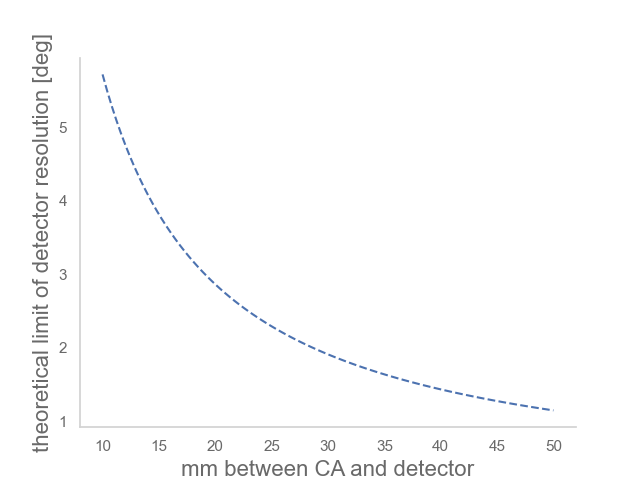 theoretical limit of detector resolution [deg]
5
4
3
2
1
10 15 20 25 30 35 40 45 50
mm between CA and detector